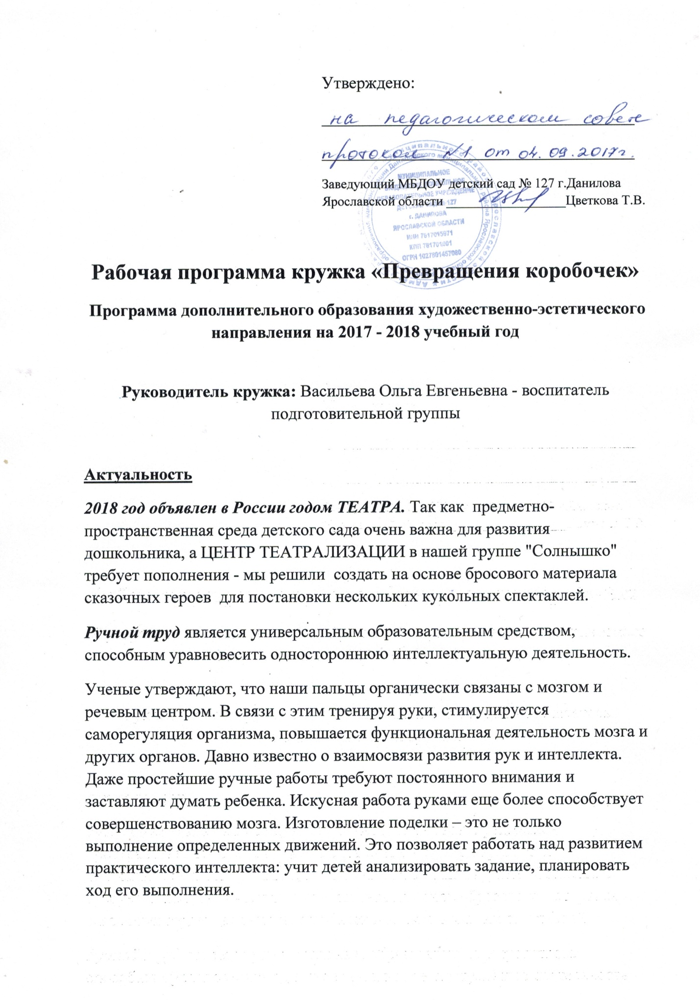 Утверждено:
на педагогическом совете
протокол №1 от 04.09.2017г.
Заведующий МБДОУ детский сад № 127 г.Данилова
Ярославской области Цветкова Т.В.
МУНИЦИПАЛЬНОЕ
ОБРАЗОВАТЕЛЬНОЕ УЧРЕЖДЕНИЕ
г. ДАНИЛОВА
ЯРОСЛАВСКОЙ ОБЛАСТИ
ИНН
КПП 761701001
ОГРН
Рабочая программа кружка «Превращения коробочек»
Программа дополнительного образования художественно-эстетического
направления на 2017 - 2018 учебный год
Руководитель кружка: Васильева Ольга Евгеньевна - воспитатель
подготовительной группы
Актуальность
2018 год объявлен в России годом ТЕАТРА. Так как предметно-
пространственная среда детского сада очень важна для развития
дошкольника, а ЦЕНТР ТЕАТРАЛИЗАЦИИ в нашей группе "Солнышко"
требует пополнения - мы решили создать на основе бросового материала
сказочных героев для постановки нескольких кукольных спектаклей.
Ручной труд является универсальным образовательным средством,
способным уравновесить одностороннюю интеллектуальную деятельность.
Ученые утверждают, что наши пальцы органически связаны с мозгом и
речевым центром. В связи с этим тренируя руки, стимулируется
саморегуляция организма, повышается функциональная деятельность мозга и
других органов. Давно известно о взаимосвязи развития рук и интеллекта.
Даже простейшие ручные работы требуют постоянного внимания и
заставляют думать ребенка. Искусная работа руками еще более способствует
совершенствованию мозга. Изготовление поделки – это не только
выполнение определенных движений. Это позволяет работать над развитием
практического интеллекта: учит детей анализировать задание, планировать
ход его выполнения.